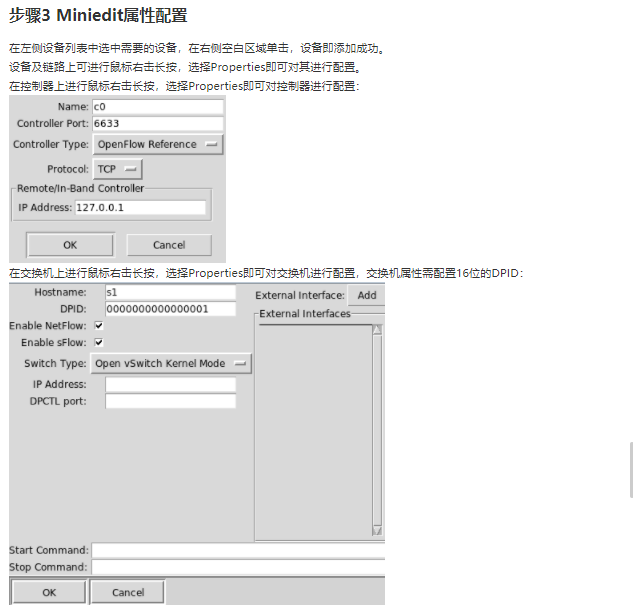 步骤3 Miniedit属性配置
在左侧设备列表中选中需要的设备，在右侧空白区域单击，设备即添加成功。
设备及链路上可进行鼠标右击长按，选择Properties即可对其进行配置。
在控制器上进行鼠标右击长按，选择Properties即可对控制器进行配置：
Name: c0
Controller Port: 6633
Controller Type: OpenFlow Reference
Protocol: TCP
Remote/In-Band Controller
IP Address: 127.0.0.1
OK Cancel
在交换机上进行鼠标右击长按，选择Properties即可对交换机进行配置，交换机属性需配置16位的DPID：
Hostname: s1
External Interface: Add
DPID: 0000000000000001
External Interfaces
Enable NetFlow:
Enable sFlow:
Switch Type: Open vSwitch Kernel Mode
IP Address:
DPCTL port:
Start Command:
Stop Command:
OK Cancel